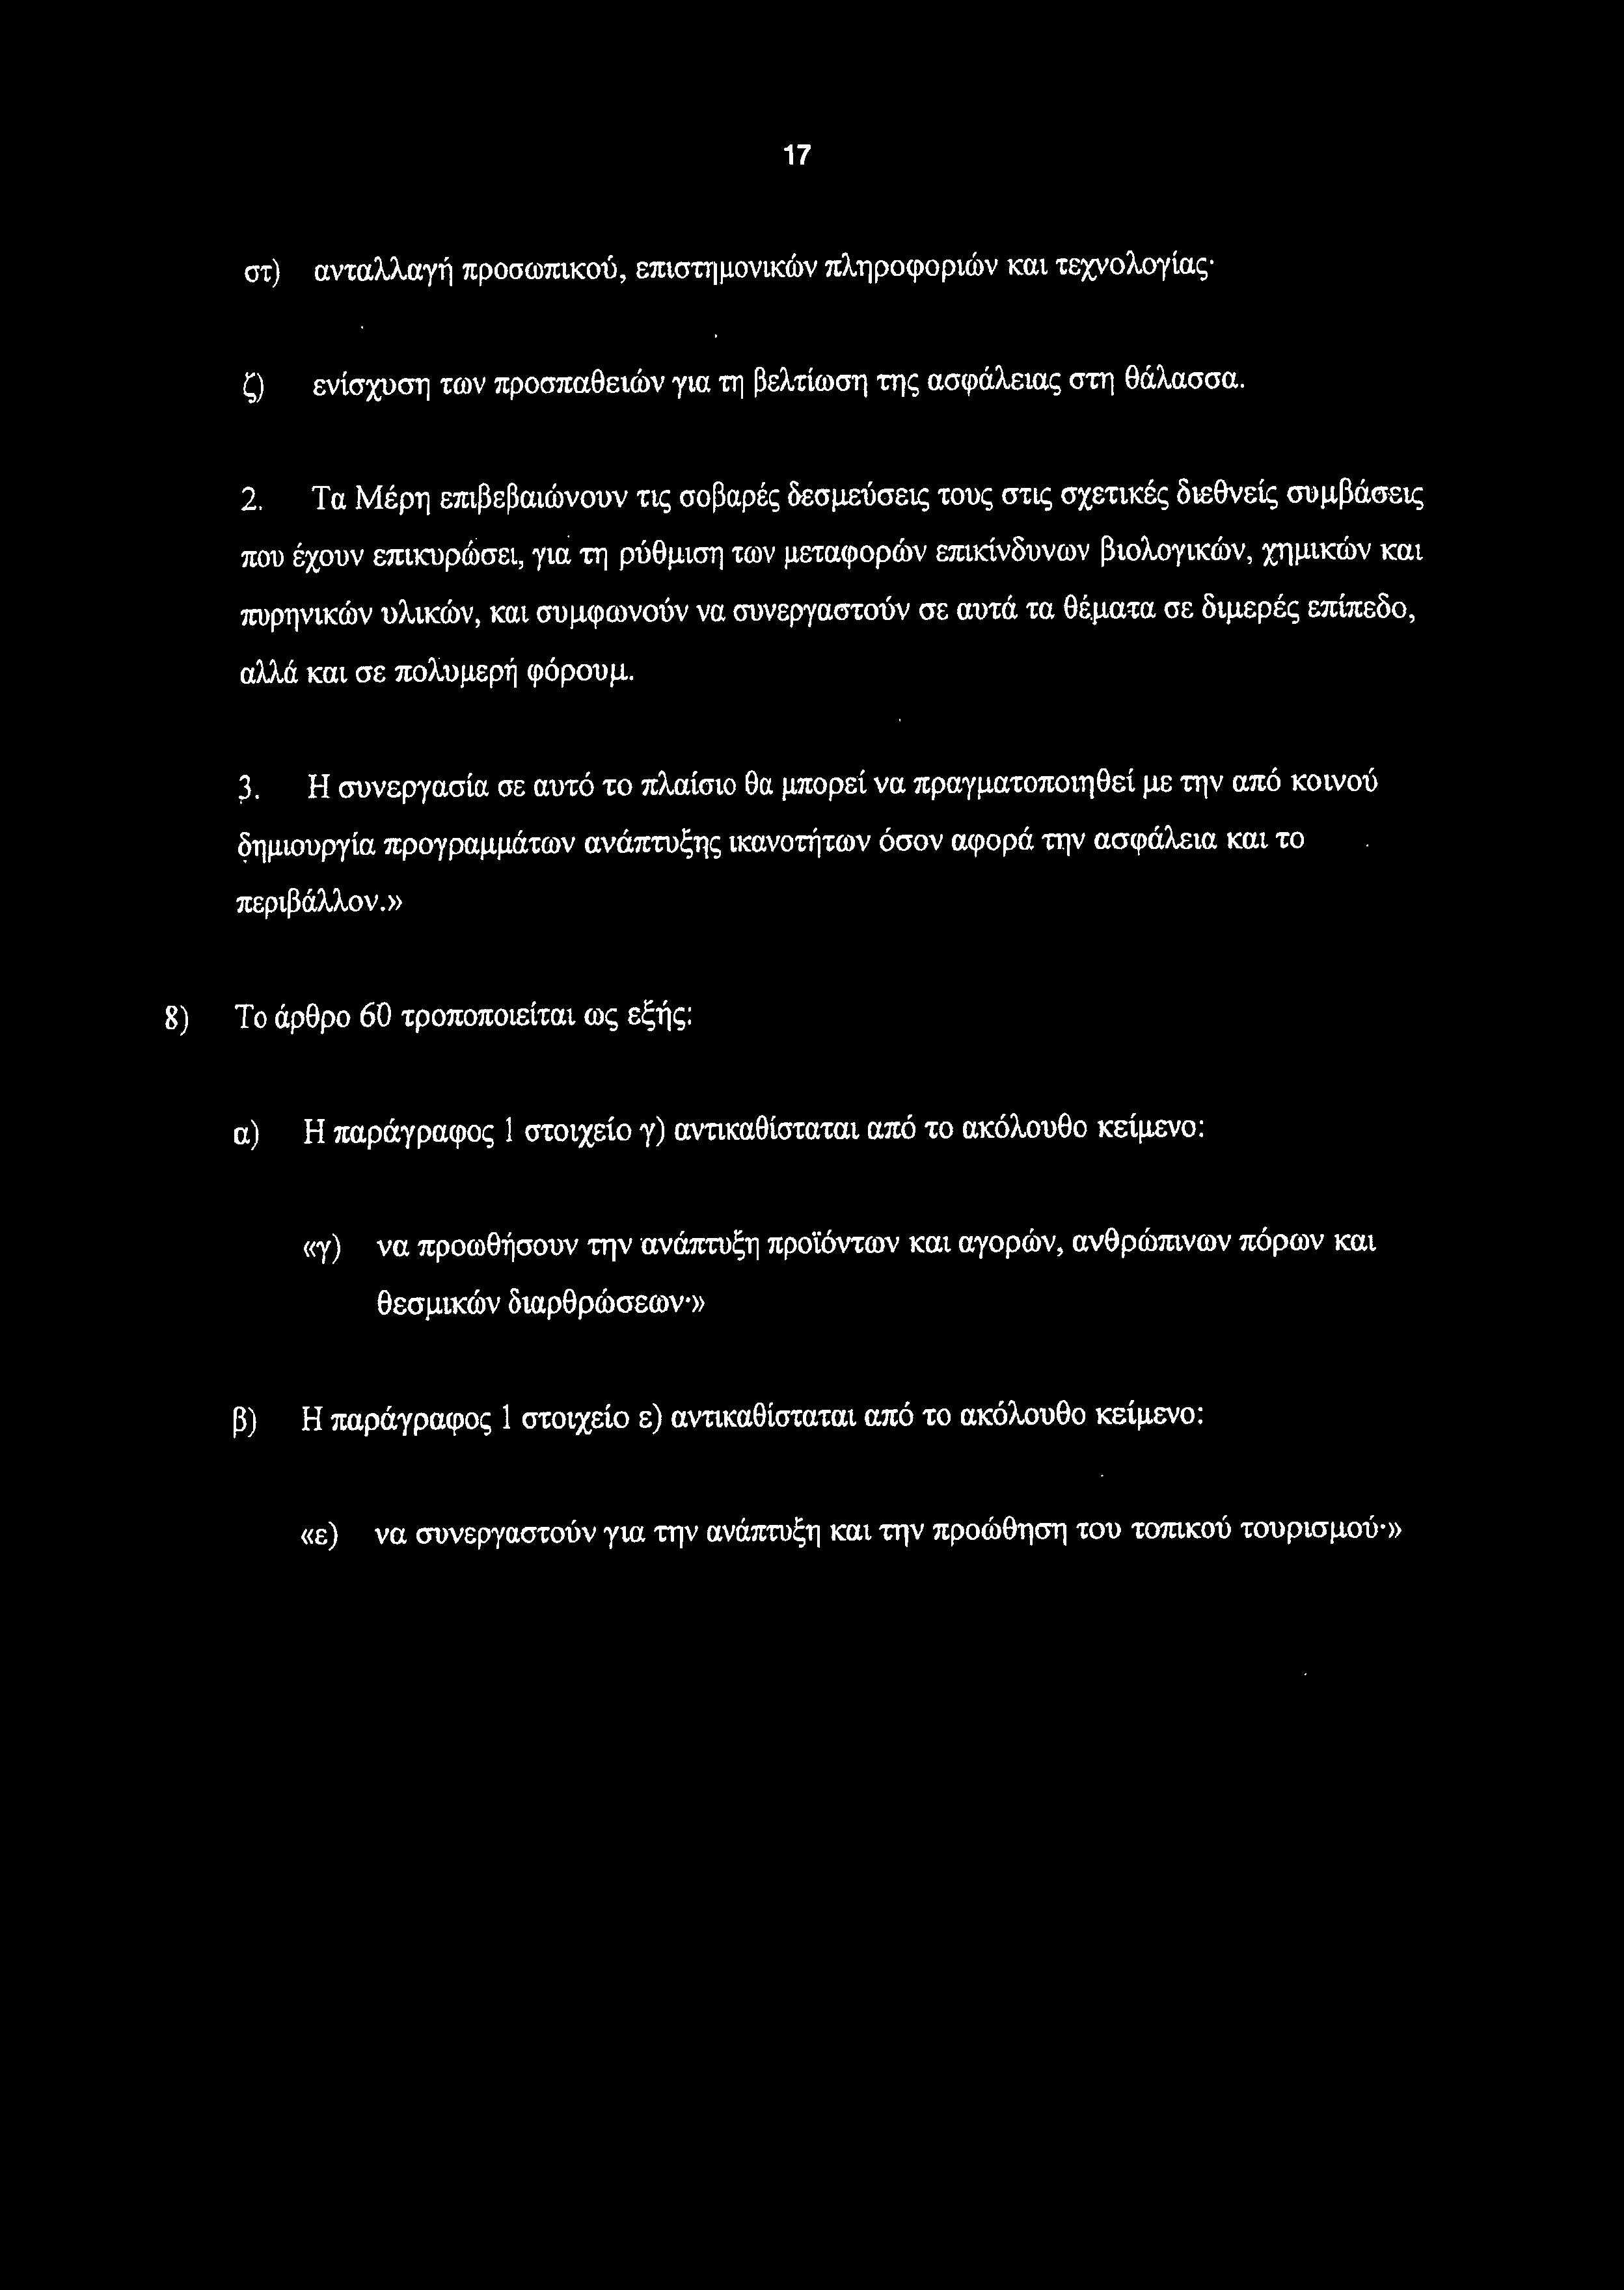 17
στ) ανταλλαγή προσωπικού, επιστημονικών πληροφοριών και τεχνολογίας·
ζ) ενίσχυση των προσπαθειών για τη βελτίωση της ασφάλειας στη θάλασσα.
2. Τα Μέρη επιβεβαιώνουν τις σοβαρές δεσμεύσεις τους στις σχετικές διεθνείς συμβάσεις
που έχουν επικυρώσει, για τη ρύθμιση των μεταφορών επικίνδυνων βιολογικών, χημικών και
πυρηνικών υλικών, και συμφωνούν να συνεργαστούν σε αυτά τα θέματα σε διμερές επίπεδο,
αλλά και σε πολυμερή φόρουμ.
3. Η συνεργασία σε αυτό το πλαίσιο θα μπορεί να πραγματοποιηθεί με την από κοινού
δημιουργία προγραμμάτων ανάπτυξης ικανοτήτων όσον αφορά την ασφάλεια και το
περιβάλλον.»
8) Το άρθρο 60 τροποποιείται ως εξής:
α) Η παράγραφος 1 στοιχείο γ) αντικαθίσταται από το ακόλουθο κείμενο:
«γ) να προωθήσουν την ανάπτυξη προϊόντων και αγορών, ανθρώπινων πόρων και
θεσμικών διαρθρώσεων·»
β) Η παράγραφος 1 στοιχείο ε) αντικαθίσταται από το ακόλουθο κείμενο:
«ε) να συνεργαστούν για την ανάπτυξη και την προώθηση του τοπικού τουρισμού·»